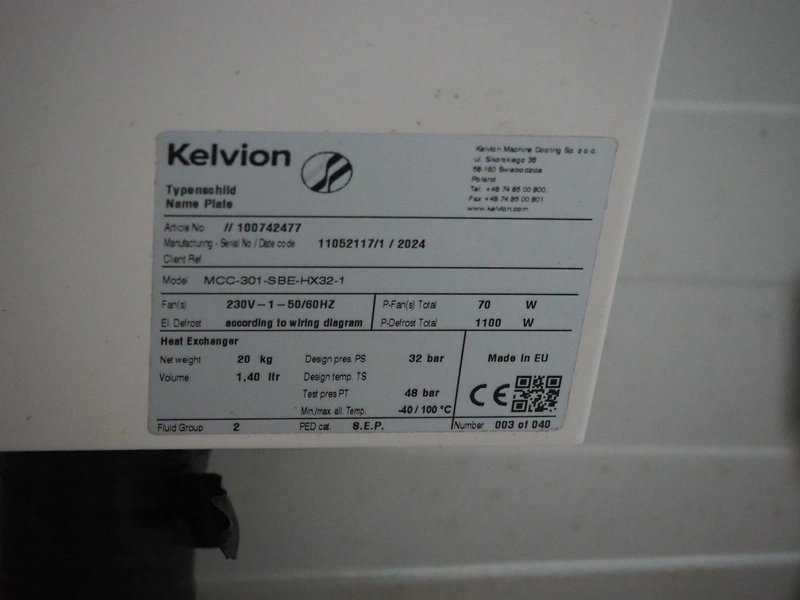 Kelvion
Kelvion Machine Cooling Sp. z o.o.
ul. Sikorskiego 38
58-160 Świebodzice
Poland
Tel. +48 74 85 00 800
Fax +48 74 85 00 801
www.kelvion.com
Typenschild
Name Plate
Article No // 100742477
Manufacturing - Serial No / Date code 11052117/1 / 2024
Client Ref
Model MCC-301-SBE-HX32-1
Fan(s) 230V-1-50/60HZ P-Fan(s) Total 70 W
El. Defrost according to wiring diagram P-Defrost Total 1100 W
Heat Exchanger
Net weight 20 kg Design pres. PS 32 bar Made In EU
Volume 1,40 ltr Design temp. TS
Test pres PT 48 bar CE
Min./max. all. Temp. -40 / 100 °C
Fluid Group 2 PED cat. S.E.P. Number 003 of 040